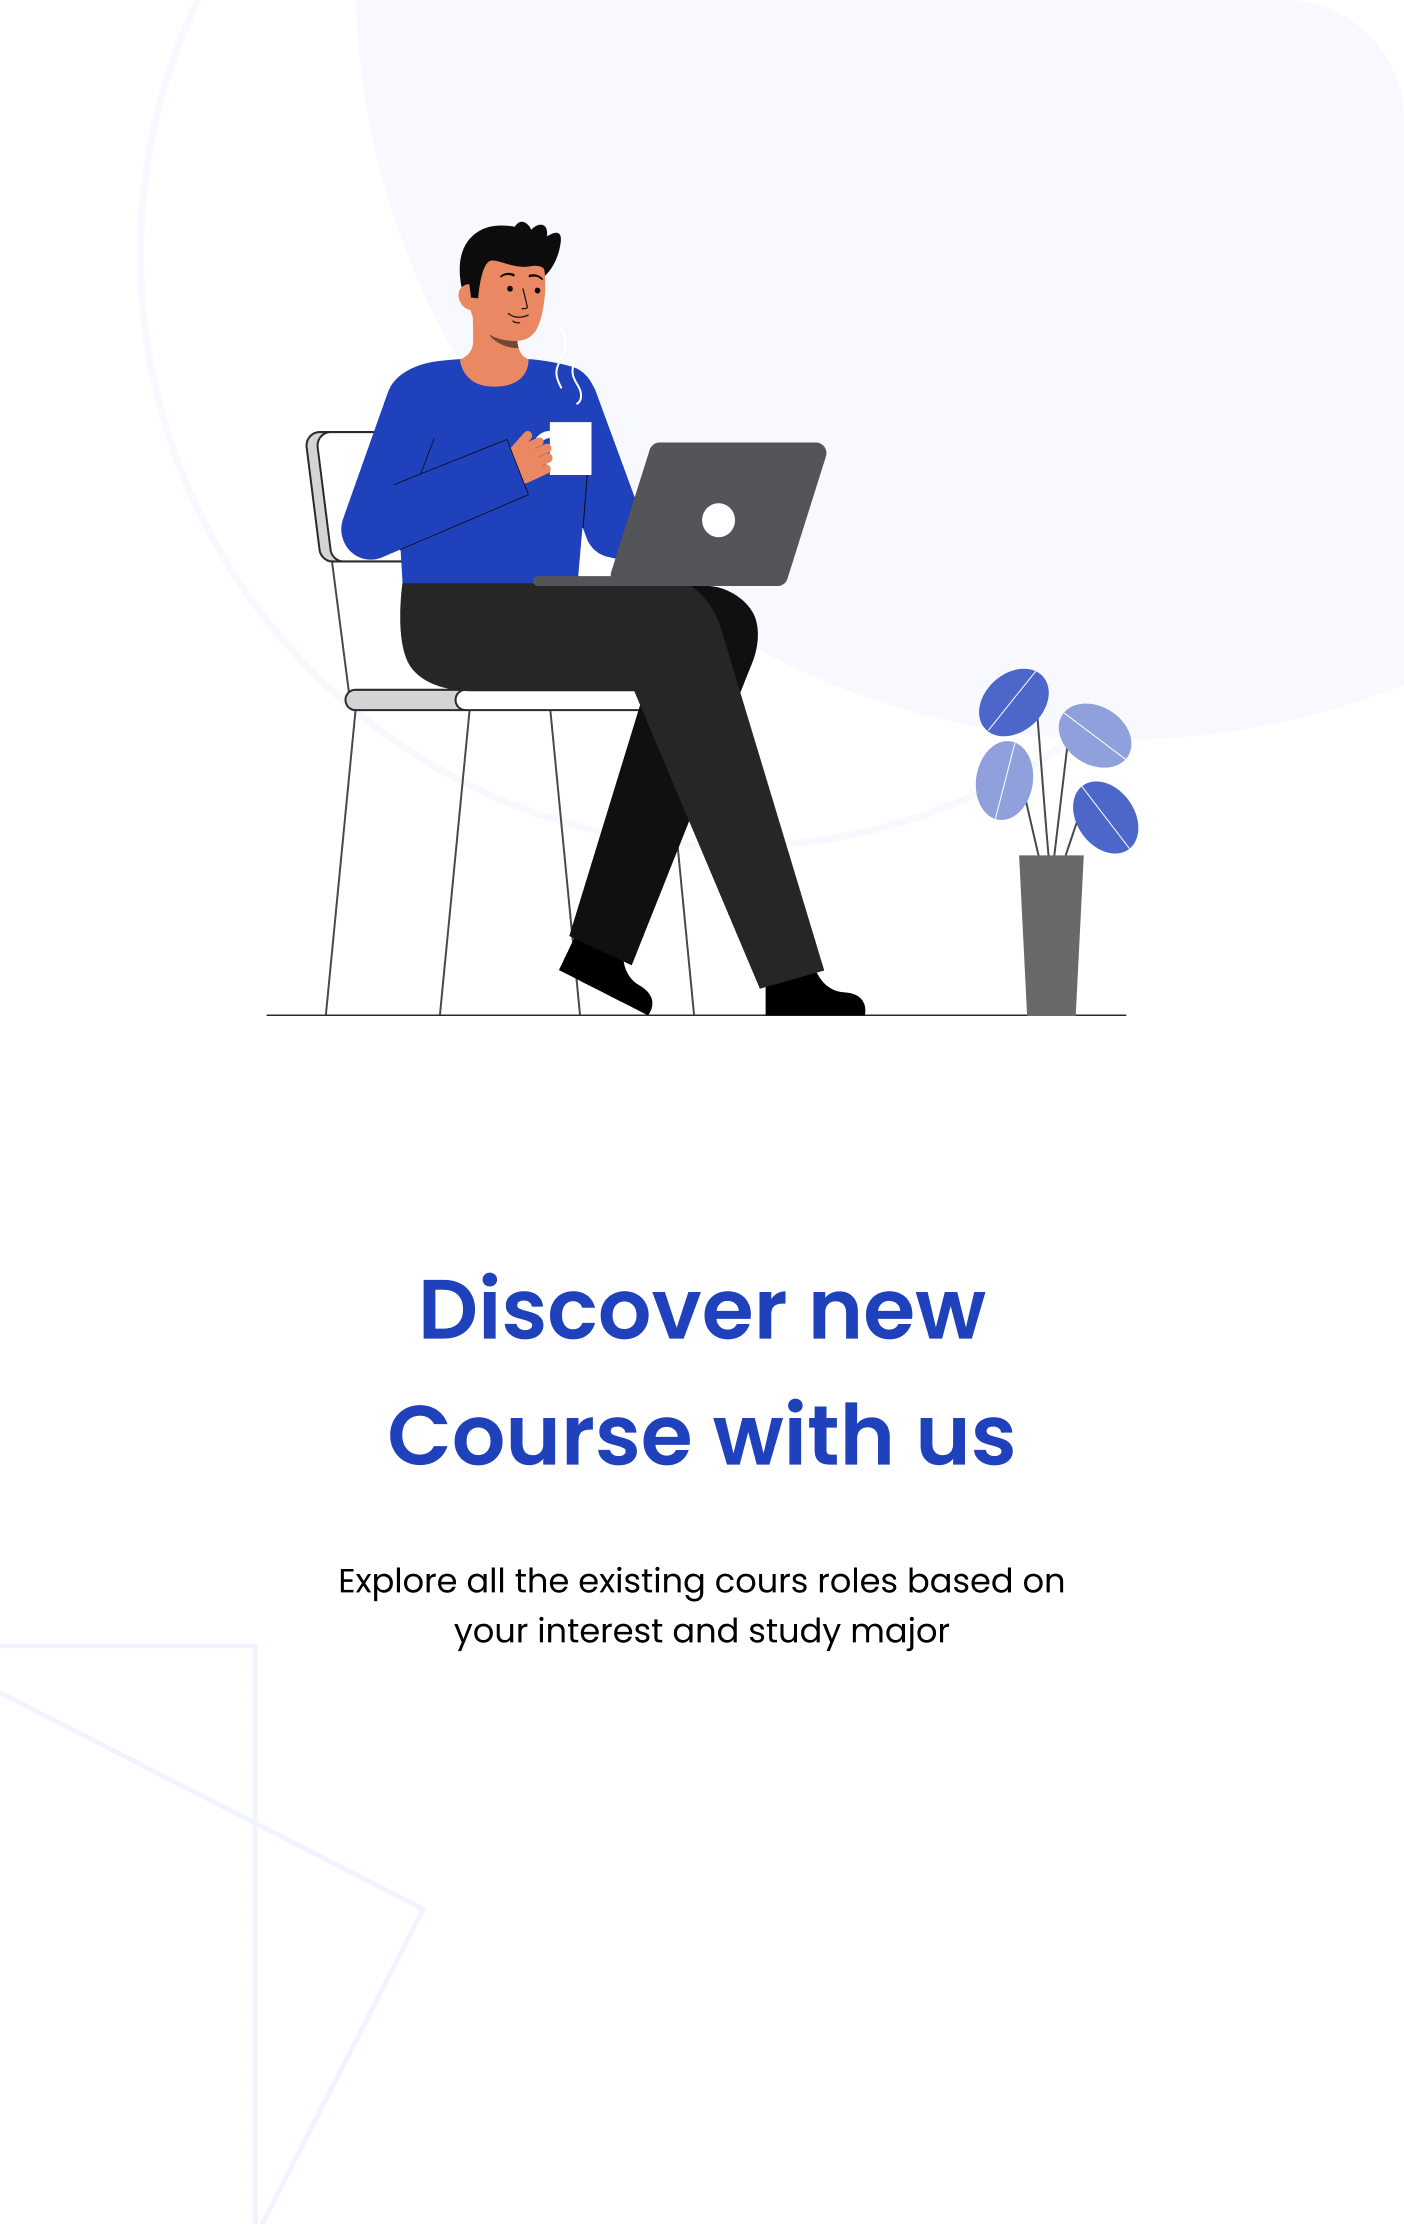 Discover new
Course with us
Explore all the existing cours roles based on
your interest and study major